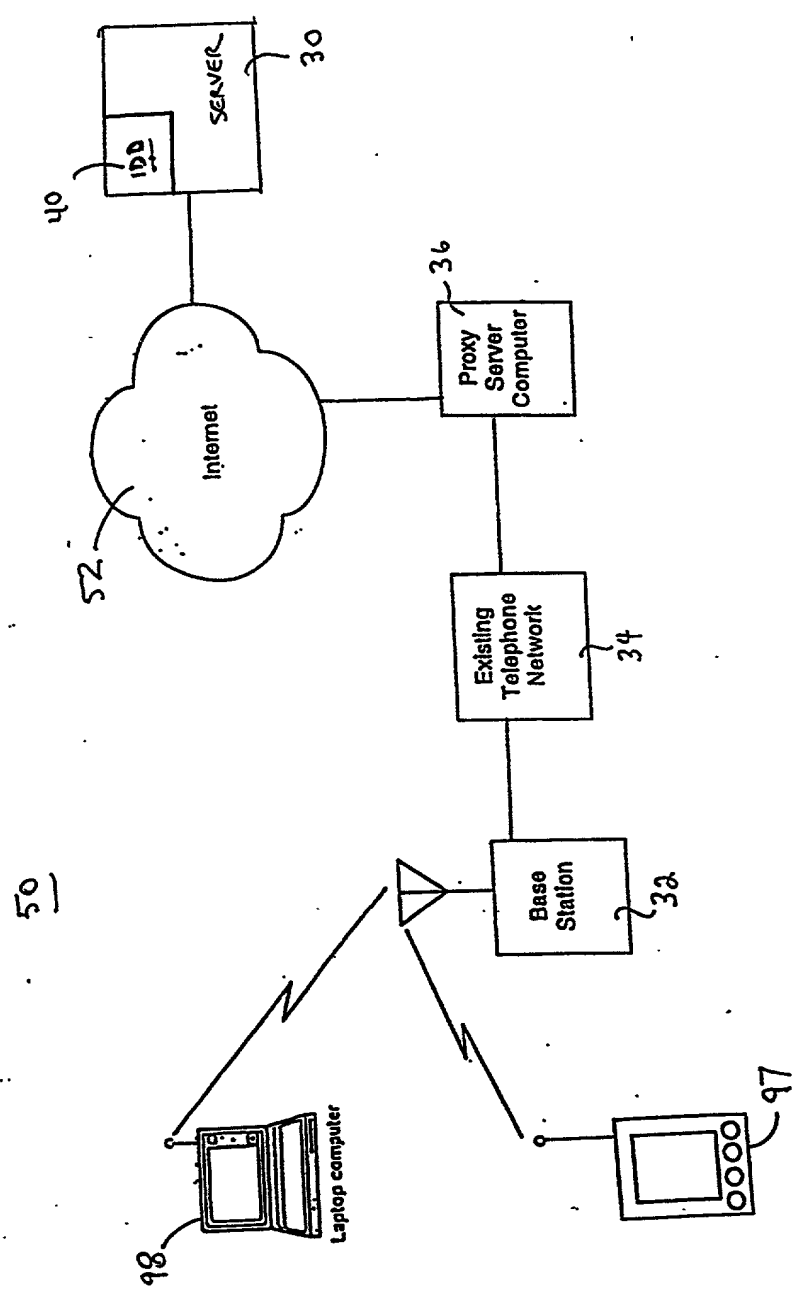 50
98
Laptop computer
97
Base
Station
32
Existing
Telephone
Network
34
Proxy
Server
Computer
36
Internet
52
40
IDD
SERVER
30